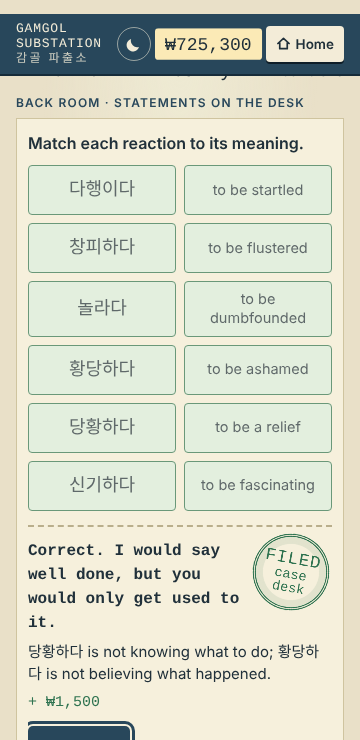 GAMGOL
SUBSTATION
감골 파출소
₩725,300
Home
BACK ROOM · STATEMENTS ON THE DESK
Match each reaction to its meaning.
다행이다
to be startled
창피하다
to be flustered
놀라다
to be
dumbfounded
황당하다
to be ashamed
당황하다
to be a relief
신기하다
to be fascinating
Correct. I would say
well done, but you
would only get used to
it.
FILED
case
desk
당황하다 is not knowing what to do; 황당하
다 is not believing what happened.
+ ₩1,500